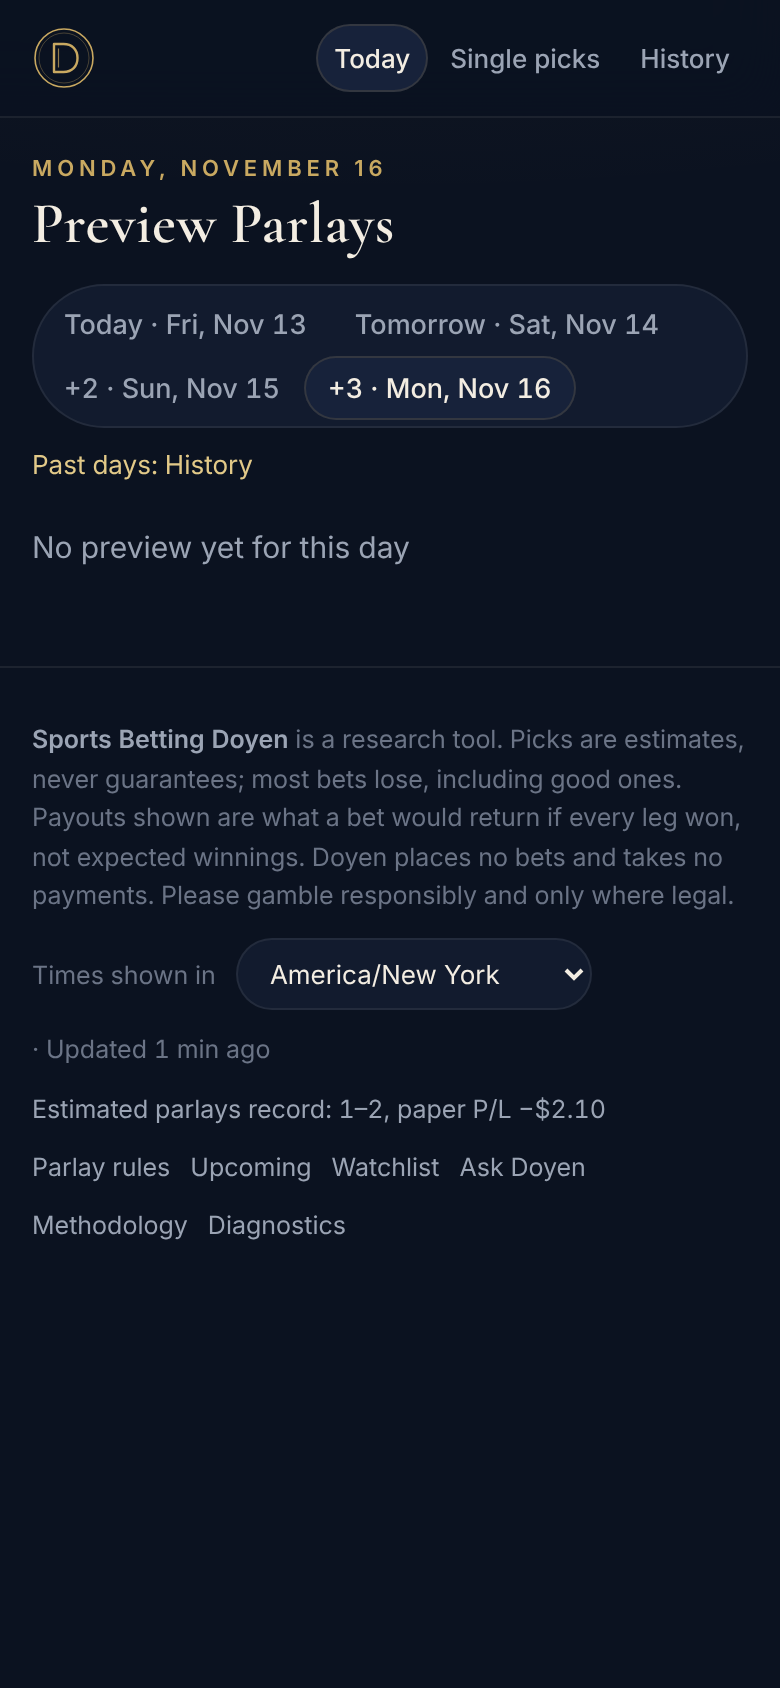 D
Today Single picks History
MONDAY, NOVEMBER 16
Preview Parlays
Today · Fri, Nov 13 Tomorrow · Sat, Nov 14
+2 · Sun, Nov 15 +3 · Mon, Nov 16
Past days: History
No preview yet for this day
Sports Betting Doyen is a research tool. Picks are estimates,
never guarantees; most bets lose, including good ones.
Payouts shown are what a bet would return if every leg won,
not expected winnings. Doyen places no bets and takes no
payments. Please gamble responsibly and only where legal.
Times shown in America/New York
· Updated 1 min ago
Estimated parlays record: 1–2, paper P/L −$2.10
Parlay rules Upcoming Watchlist Ask Doyen
Methodology Diagnostics